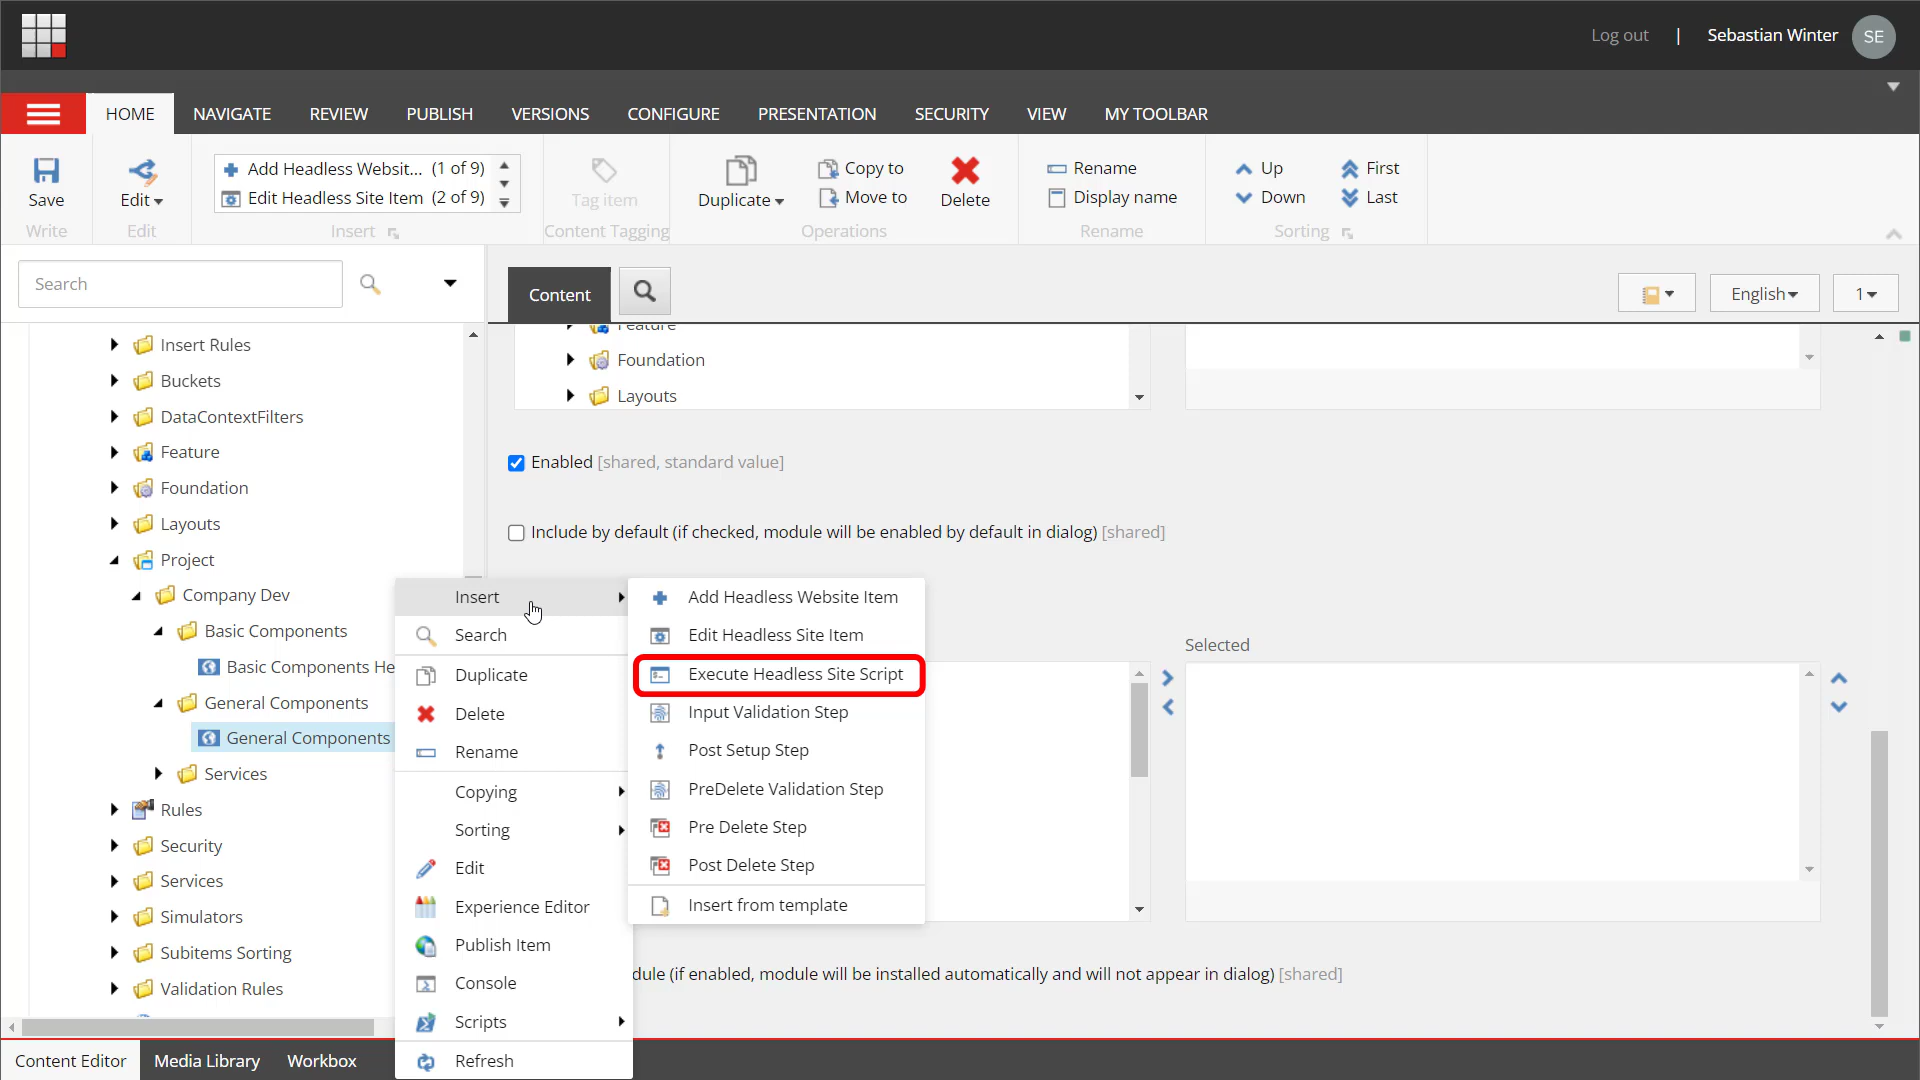 Log out | Sebastian Winter SE
HOME NAVIGATE REVIEW PUBLISH VERSIONS CONFIGURE PRESENTATION SECURITY VIEW MY TOOLBAR
Save
Write
Edit
Edit
Add Headless Websit... (1 of 9)
Edit Headless Site Item (2 of 9)
Insert
Tag item
Content Tagging
Duplicate
Copy to
Move to
Delete
Operations
Rename
Display name
Rename
Up
Down
First
Last
Sorting
Search
Content
English
1
Insert Rules
Buckets
DataContextFilters
Feature
Foundation
Layouts
Project
Company Dev
Basic Components
Basic Components He
General Components
General Components
Services
Rules
Security
Services
Simulators
Subitems Sorting
Validation Rules
Feature
Foundation
Layouts
Enabled [shared, standard value]
Include by default (if checked, module will be enabled by default in dialog) [shared]
Selected
dule (if enabled, module will be installed automatically and will not appear in dialog) [shared]
Insert
Search
Duplicate
Delete
Rename
Copying
Sorting
Edit
Experience Editor
Publish Item
Console
Scripts
Refresh
Add Headless Website Item
Edit Headless Site Item
Execute Headless Site Script
Input Validation Step
Post Setup Step
PreDelete Validation Step
Pre Delete Step
Post Delete Step
Insert from template
Content Editor Media Library Workbox